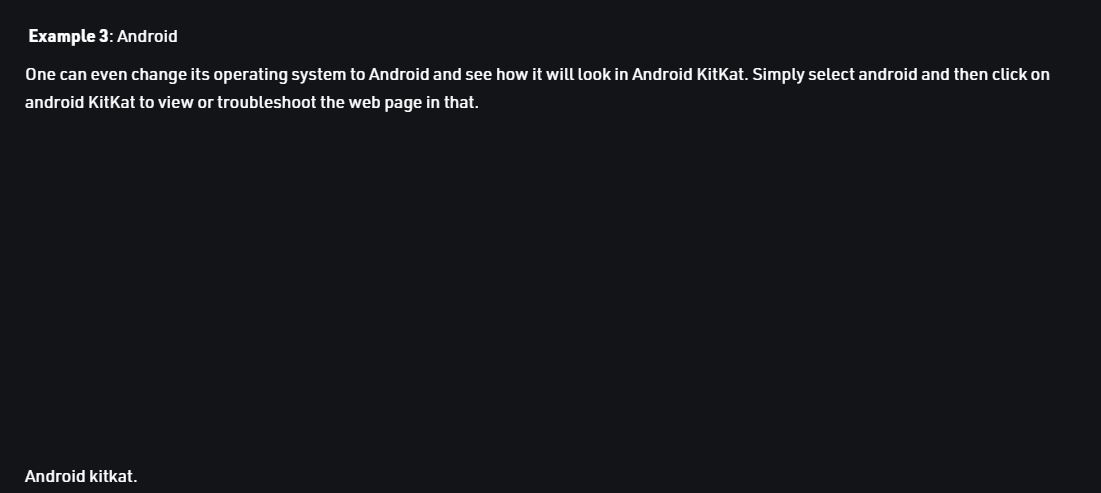 Example 3: Android
One can even change its operating system to Android and see how it will look in Android KitKat. Simply select android and then click on
android KitKat to view or troubleshoot the web page in that.
Android kitkat.